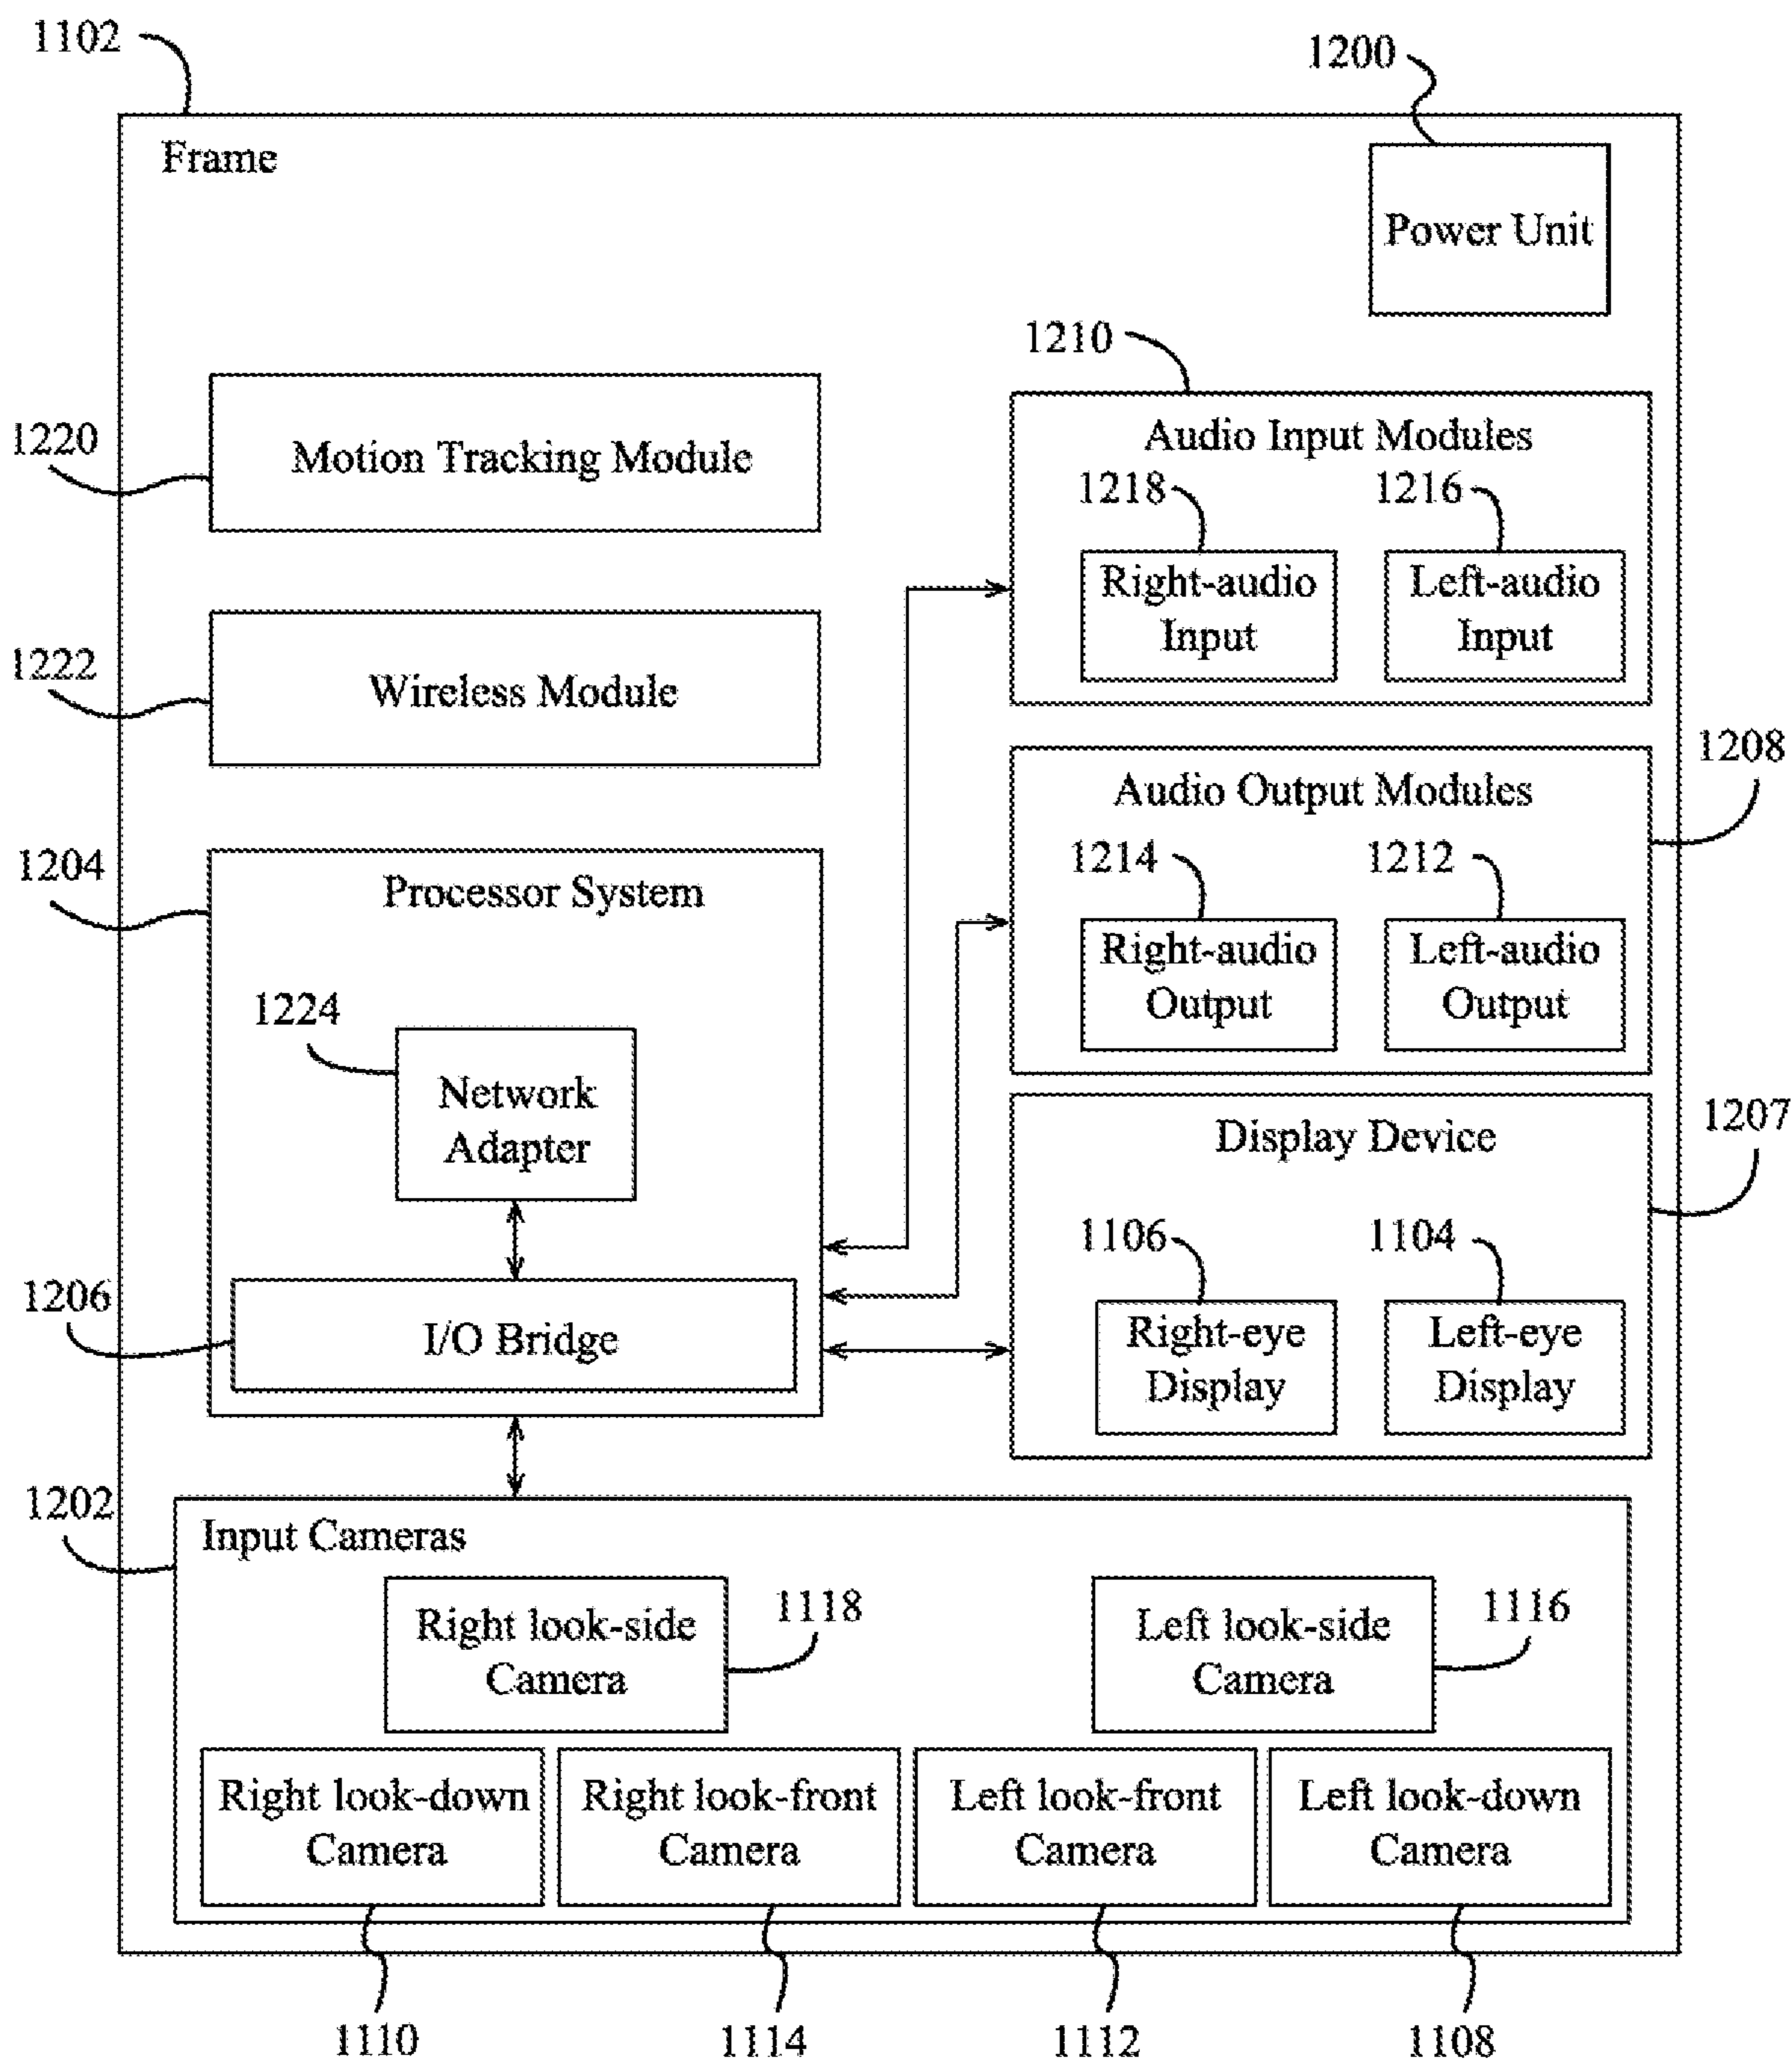 1102
1200
Frame
Power Unit
1210
1220
Motion Tracking Module
Audio Input Modules
1218
1216
Right-audio
Input
Left-audio
Input
1222
Wireless Module
1208
Audio Output Modules
1204
Processor System
1214
1212
Right-audio
Output
Left-audio
Output
1224
Network
Adapter
1207
Display Device
1106
1104
1206
I/O Bridge
Right-eye
Display
Left-eye
Display
1202
Input Cameras
Right look-side
Camera
1118
Left look-side
Camera
1116
Right look-down
Camera
Right look-front
Camera
Left look-front
Camera
Left look-down
Camera
1110
1114
1112
1108